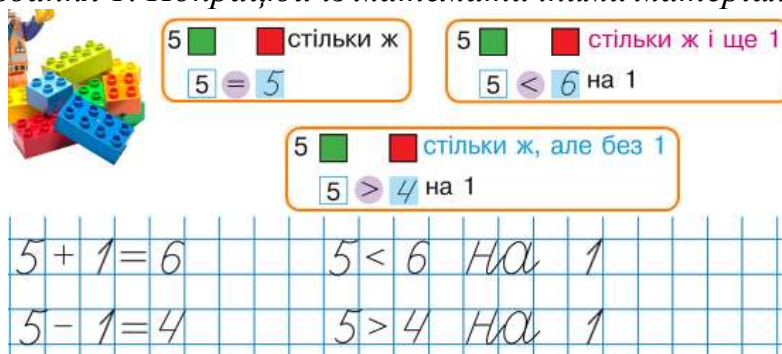 5 стільки ж
5 = 5
5 стільки ж і ще 1
5 < 6 на 1
5 стільки ж, але без 1
5 > 4 на 1
5 + 1 = 6 5 < 6 на 1
5 - 1 = 4 5 > 4 на 1